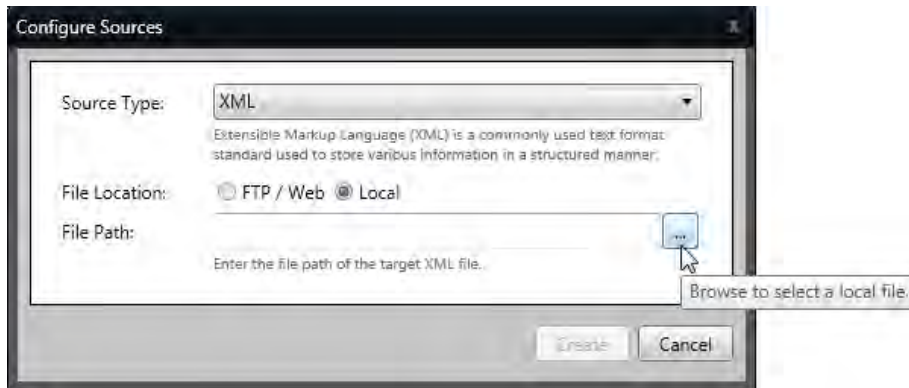 Configure Sources
x
Source Type:
XML
Extensible Markup Language (XML) is a commonly used text format
standard used to store various information in a structured manner.
File Location:
FTP / Web
Local
File Path:
...
Enter the file path of the target XML file.
Browse to select a local file.
Create
Cancel